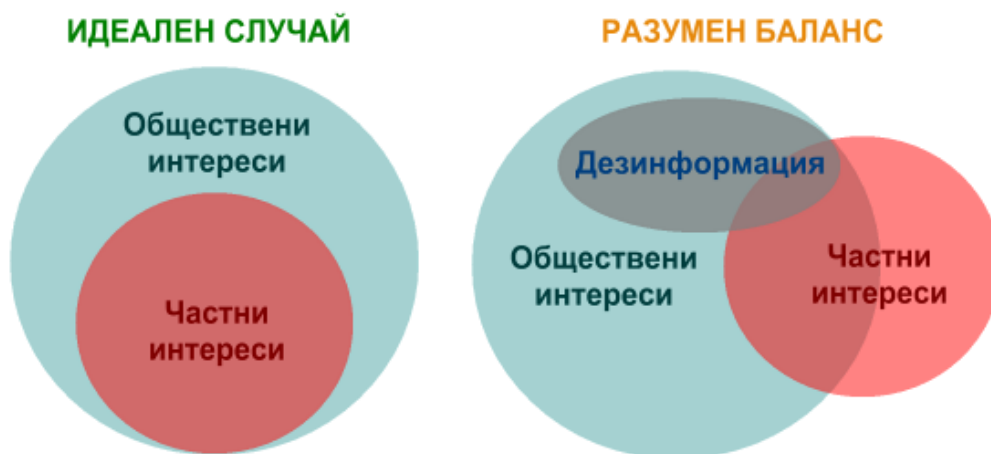 ИДЕАЛЕН СЛУЧАЙ
Обществени
интереси
Частни
интереси
РАЗУМЕН БАЛАНС
Дезинформация
Обществени
интереси
Частни
интереси